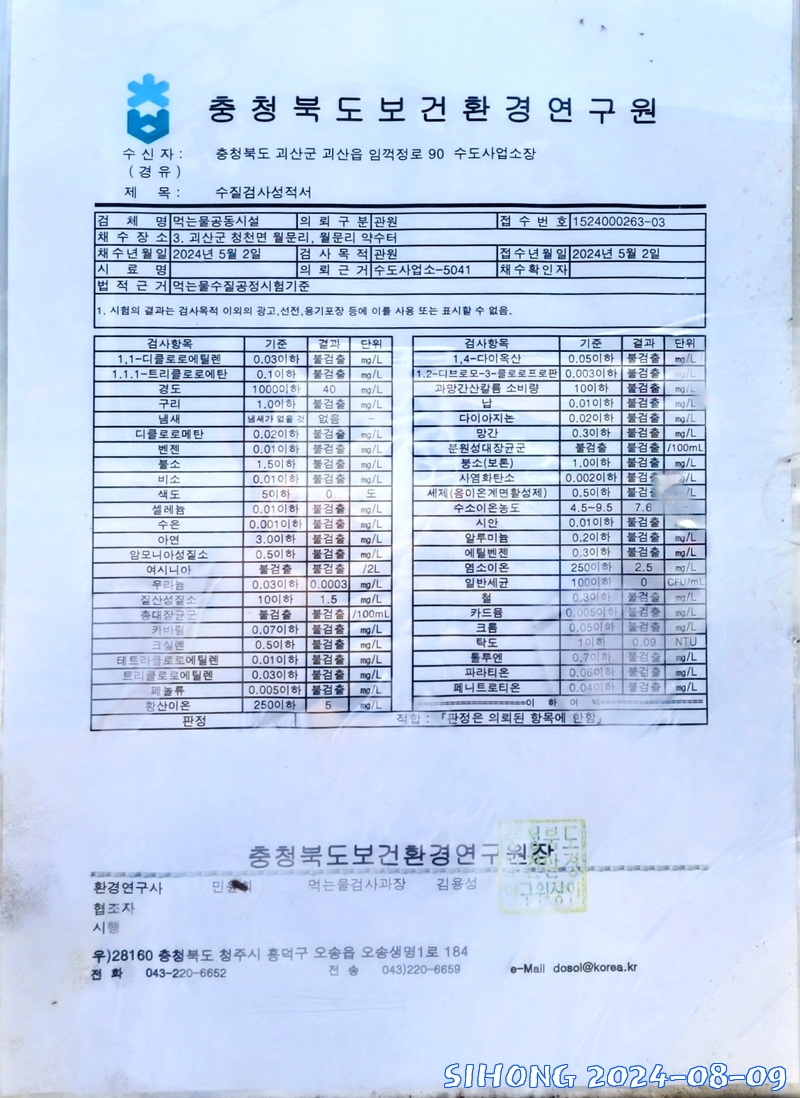 충청북도보건환경연구원
수 신 자 : 충청북도 괴산군 괴산읍 임꺽정로 90 수도사업소장
( 경 유 )
제 목 : 수질검사성적서
검 체 명 먹는물공동시설 의 뢰 구 분 관원 접 수 번 호 1524000263-03
채 수 장 소 3. 괴산군 청천면 월문리, 월문리 약수터
채수년월일 2024년 5월 2일 검 사 목 적 관원 접수년월일 2024년 5월 2일
시 료 명 의 뢰 근 거 수도사업소-5041 채수확인자
법 적 근 거 먹는물수질공정시험기준
1. 시험의 결과는 검사목적 이외의 광고,선전,용기포장 등에 이를 사용 또는 표시할 수 없음.
검사항목 기준 결과 단위
1,1-디클로로에틸렌 0.03이하 불검출 mg/L
1.1.1-트리클로로에탄 0.1이하 불검출 mg/L
경도 1000이하 40 mg/L
구리 1.0이하 불검출 mg/L
냄새 냄새가 없을 것 없음 -
디클로로메탄 0.02이하 불검출 mg/L
벤젠 0.01이하 불검출 mg/L
불소 1.5이하 불검출 mg/L
비소 0.01이하 불검출 mg/L
색도 5이하 0 도
셀레늄 0.01이하 불검출 mg/L
수은 0.001이하 불검출 mg/L
아연 3.0이하 불검출 mg/L
암모니아성질소 0.5이하 불검출 mg/L
여시니아 불검출 불검출 /2L
우라늄 0.03이하 0.0003 mg/L
질산성질소 10이하 1.5 mg/L
총대장균군 불검출 불검출 /100mL
카바릴 0.07이하 불검출 mg/L
크실렌 0.5이하 불검출 mg/L
테트라클로로에틸렌 0.01이하 불검출 mg/L
트리클로로에틸렌 0.03이하 불검출 mg/L
페놀류 0.005이하 불검출 mg/L
황산이온 250이하 5 mg/L
검사항목 기준 결과 단위
1,4-다이옥산 0.05이하 불검출 mg/L
1.2-디브로모-3-클로로프로판 0.003이하 불검출 mg/L
과망간산칼륨 소비량 10이하 불검출 mg/L
납 0.01이하 불검출 mg/L
다이아지논 0.02이하 불검출 mg/L
망간 0.3이하 불검출 mg/L
분원성대장균군 불검출 불검출 /100mL
붕소(보론) 1.0이하 불검출 mg/L
사염화탄소 0.002이하 불검출
세제(음이온계면활성제) 0.5이하 불검출
수소이온농도 4.5~9.5 7.6
시안 0.01이하 불검출
알루미늄 0.2이하 불검출 mg/L
에틸벤젠 0.3이하 불검출 mg/L
염소이온 250이하 2.5 mg/L
일반세균 100이하 0 CFU/mL
철 0.3이하 불검출 mg/L
카드뮴 0.005이하 불검출 mg/L
크롬 0.05이하 불검출 mg/L
탁도 1이하 0.09 NTU
톨루엔 0.7이하 불검출 mg/L
파라티온 0.06이하 불검출 mg/L
페니트로티온 0.04이하 불검출 mg/L
이 하 여 백
판정 적합 : 『판정은 의뢰된 항목에 한함』
충청북도보건환경연구원장
환경연구사 민 먹는물검사과장 김용성
협조자
시행
우)28160 충청북도 청주시 흥덕구 오송읍 오송생명1로 184
전 화 043-220-6652 전 송 043)220-6659 e-Mail dosol@korea.kr
SIHONG 2024-08-09